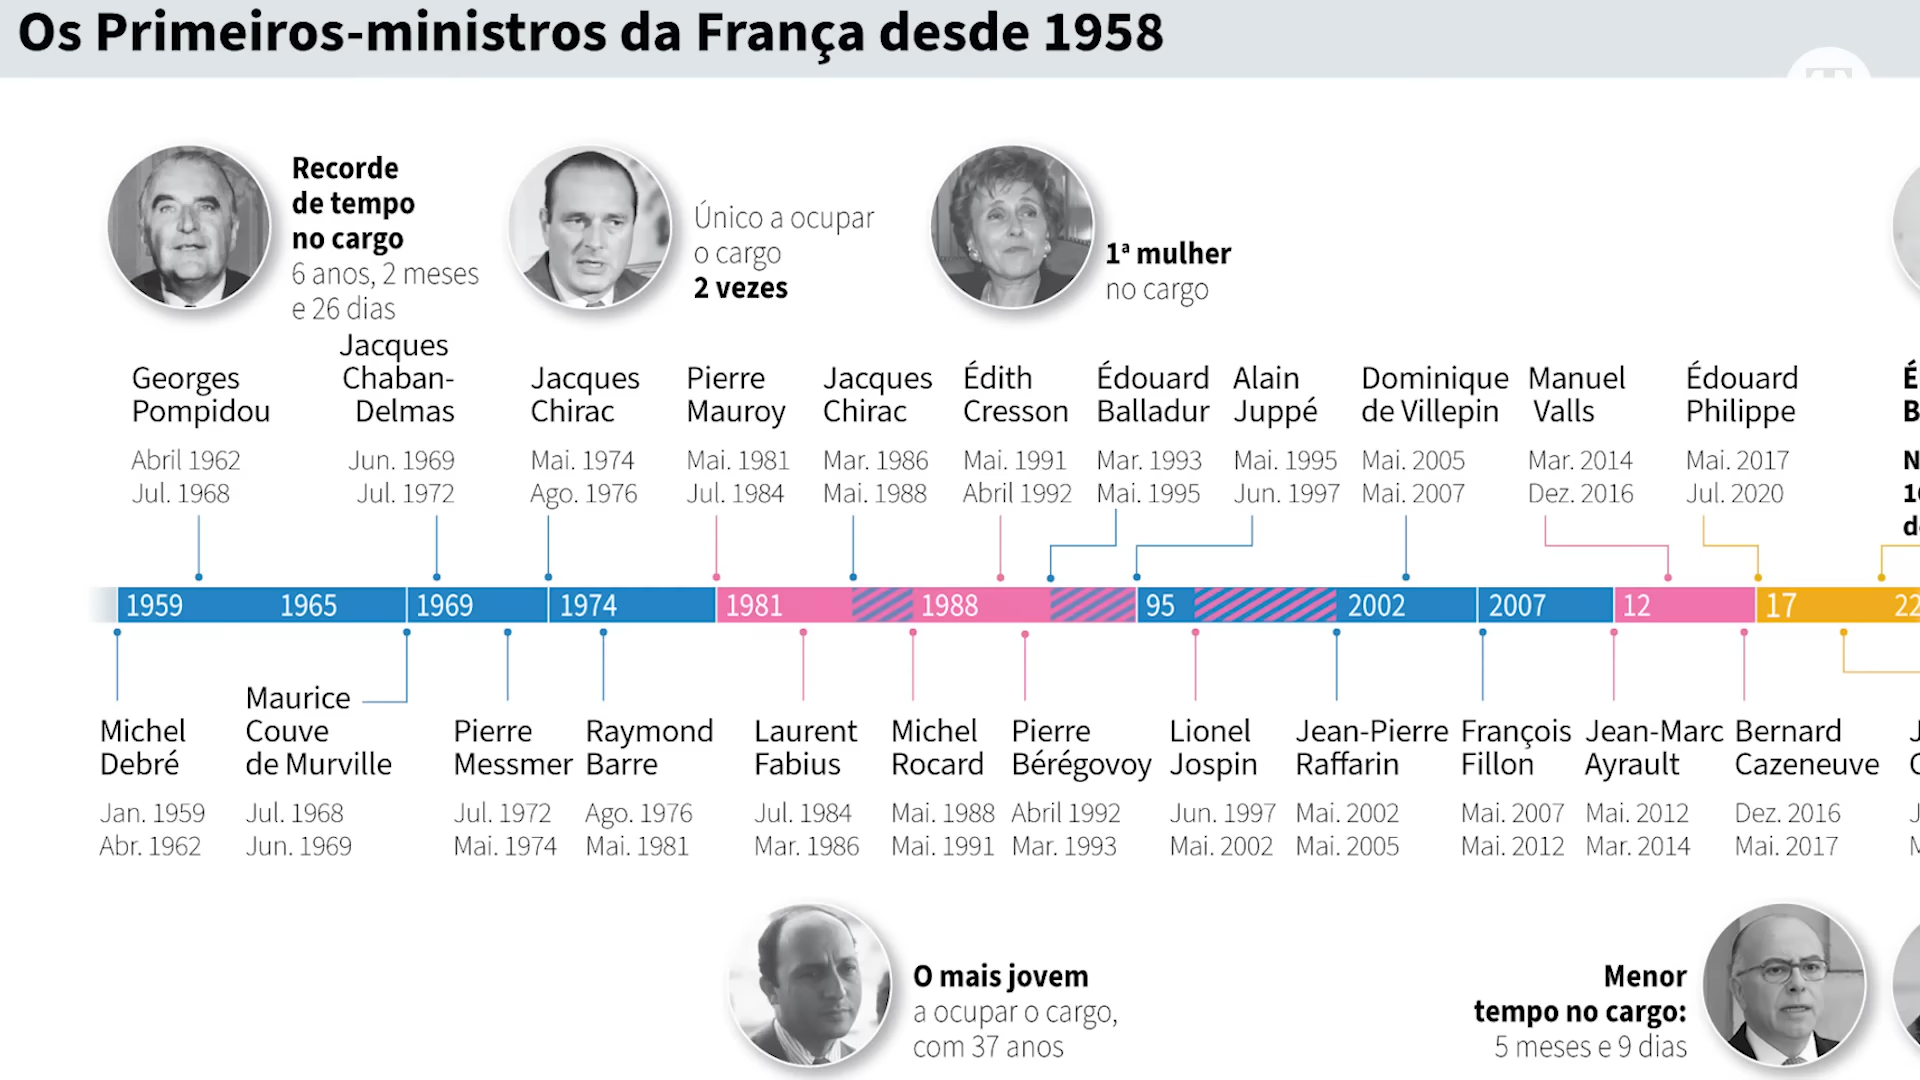 Os Primeiros-ministros da França desde 1958
Recorde
de tempo
no cargo
6 anos, 2 meses
e 26 dias
Único a ocupar
o cargo
2 vezes
1ª mulher
no cargo
Georges
Pompidou
Abril 1962
Jul. 1968
Jacques
Chaban-
Delmas
Jun. 1969
Jul. 1972
Jacques
Chirac
Mai. 1974
Ago. 1976
Pierre
Mauroy
Mai. 1981
Jul. 1984
Jacques
Chirac
Mar. 1986
Mai. 1988
Édith
Cresson
Mai. 1991
Abril 1992
Édouard
Balladur
Mar. 1993
Mai. 1995
Alain
Juppé
Mai. 1995
Jun. 1997
Dominique
de Villepin
Mai. 2005
Mai. 2007
Manuel
Valls
Mar. 2014
Dez. 2016
Édouard
Philippe
Mai. 2017
Jul. 2020
1959 1965 1969 1974 1981 1988 95 2002 2007 12 17 22
Michel
Debré
Jan. 1959
Abr. 1962
Maurice
Couve
de Murville
Jul. 1968
Jun. 1969
Pierre
Messmer
Jul. 1972
Mai. 1974
Raymond
Barre
Ago. 1976
Mai. 1981
Laurent
Fabius
Jul. 1984
Mar. 1986
Michel
Rocard
Mai. 1988
Mai. 1991
Pierre
Bérégovoy
Abril 1992
Mar. 1993
Lionel
Jospin
Jun. 1997
Mai. 2002
Jean-Pierre
Raffarin
Mai. 2002
Mai. 2005
François
Fillon
Mai. 2007
Mai. 2012
Jean-Marc
Ayrault
Mai. 2012
Mar. 2014
Bernard
Cazeneuve
Dez. 2016
Mai. 2017
O mais jovem
a ocupar o cargo,
com 37 anos
Menor
tempo no cargo:
5 meses e 9 dias